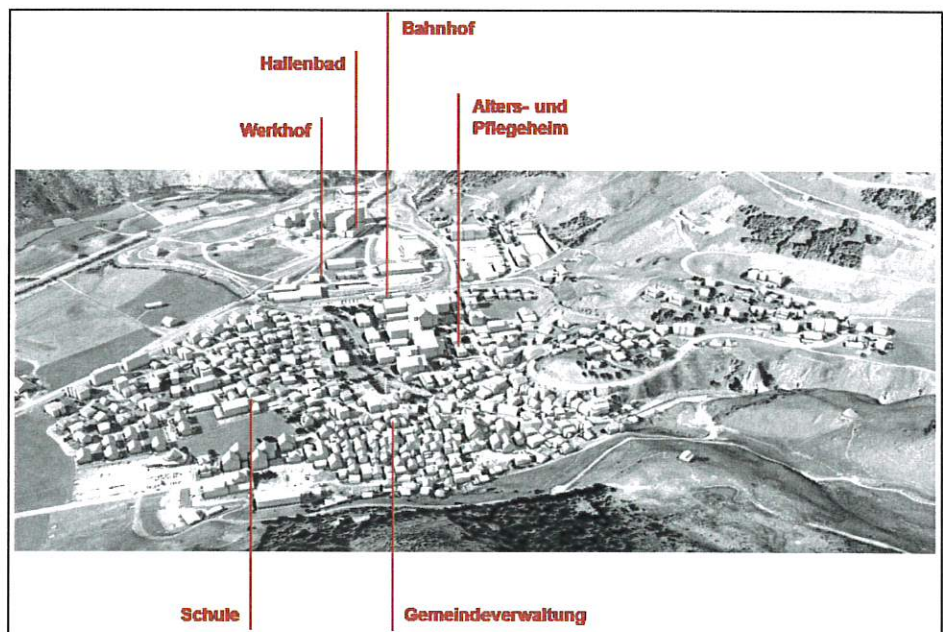 Bahnhof
Hallenbad
Alters- und
Pflegeheim
Werkhof
Schule
Gemeindeverwaltung